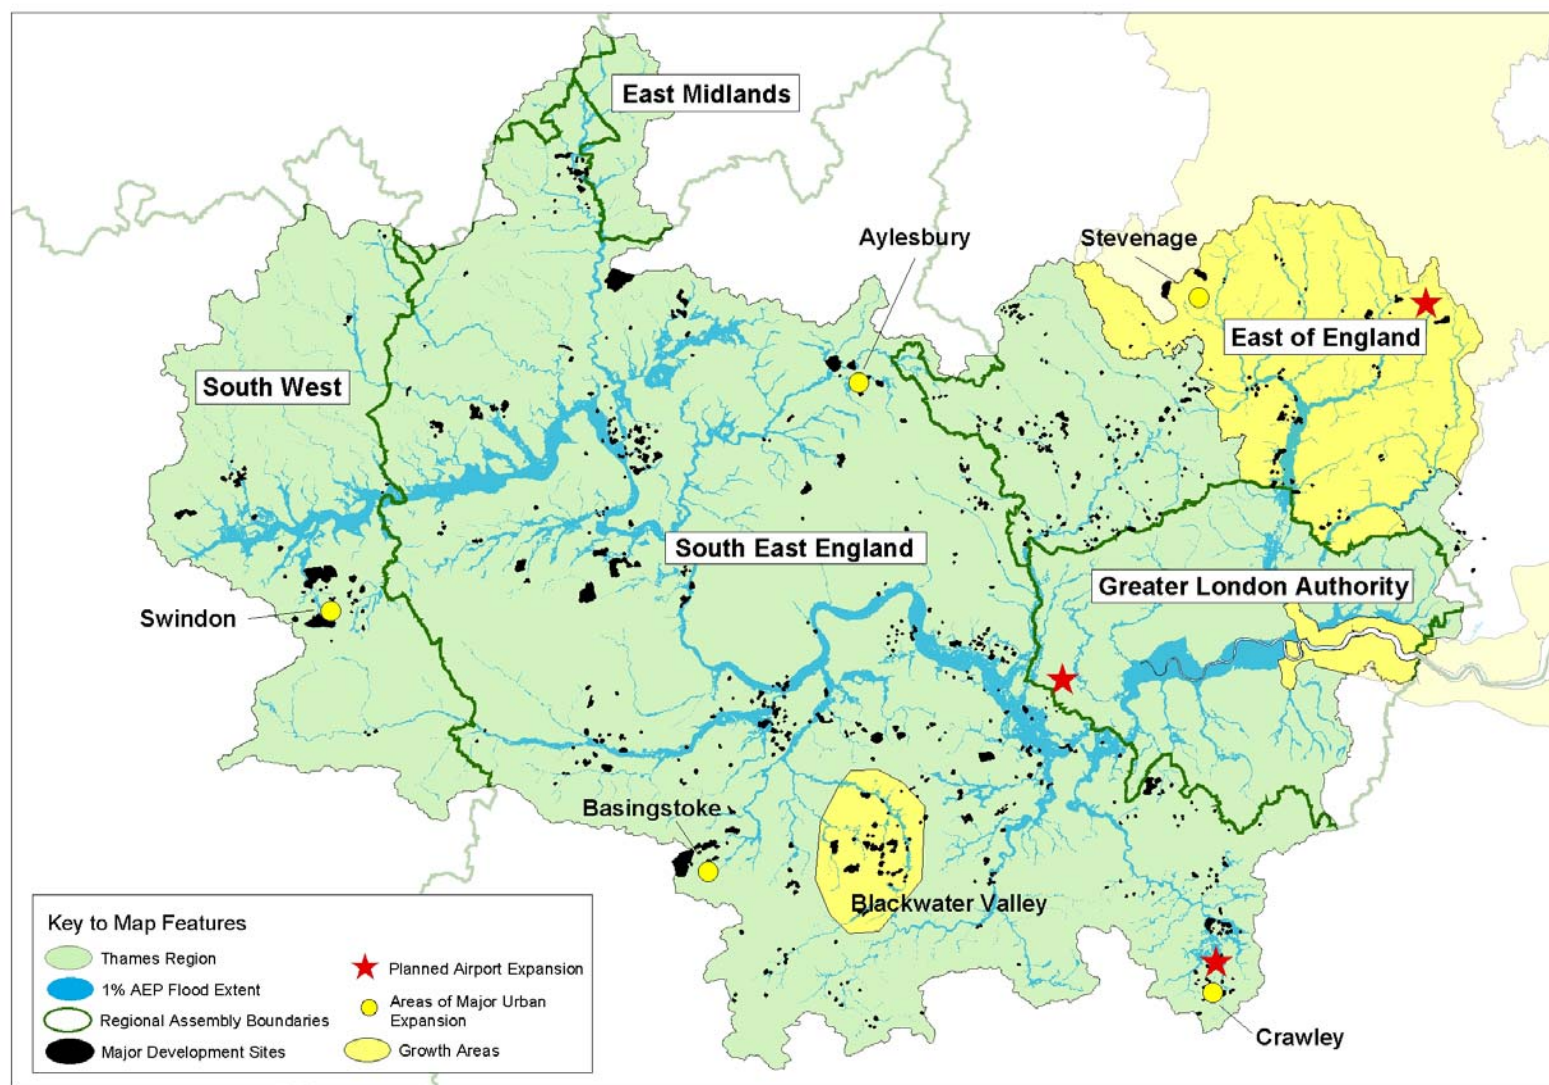 East Midlands
Aylesbury
Stevenage
East of England
South West
South East England
Greater London Authority
Swindon
Basingstoke
Blackwater Valley
Crawley
Key to Map Features
Thames Region
1% AEP Flood Extent
Regional Assembly Boundaries
Major Development Sites
Planned Airport Expansion
Areas of Major Urban
Expansion
Growth Areas